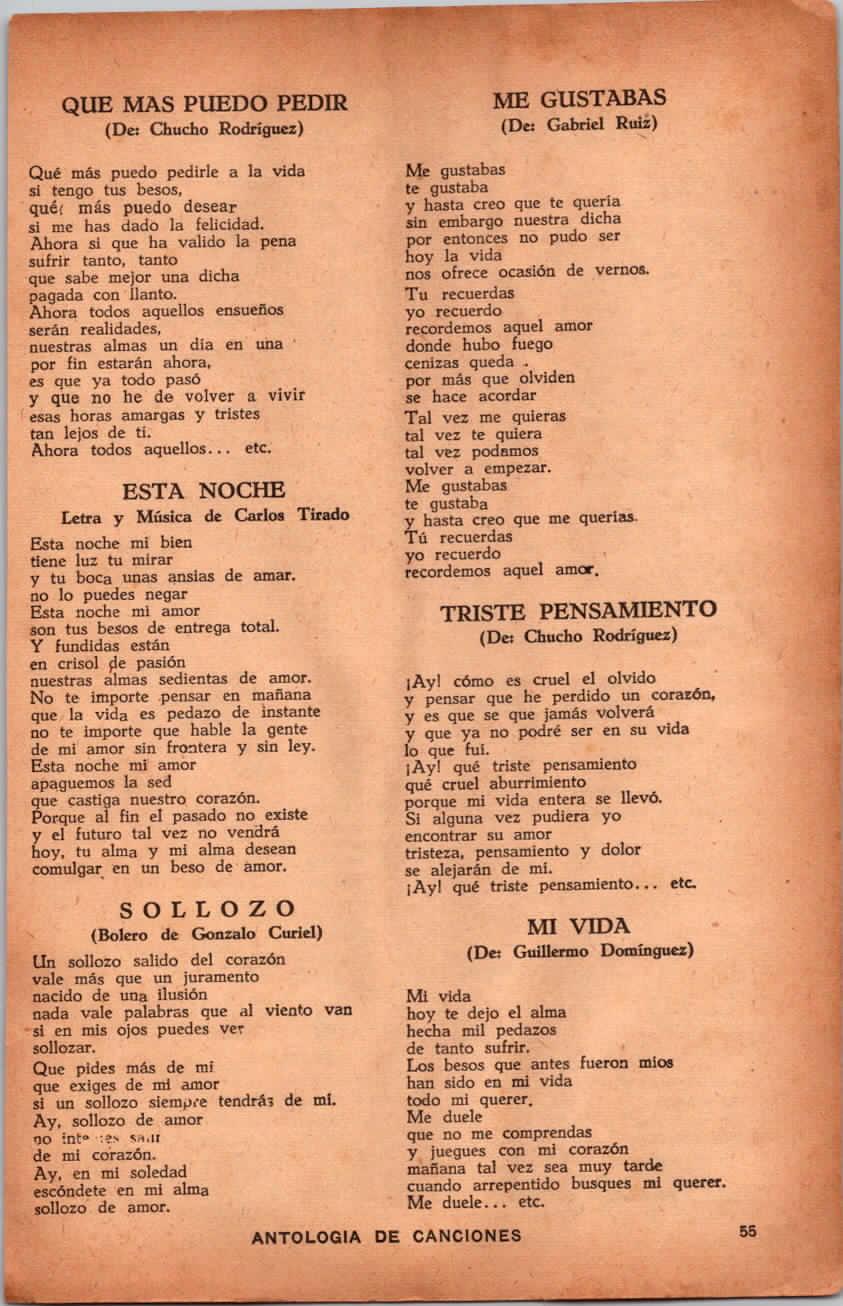 QUE MAS PUEDO PEDIR
(De: Chucho Rodríguez)
Qué más puedo pedirle a la vida
si tengo tus besos,
qué más puedo desear
si me has dado la felicidad.
Ahora si que ha valido la pena
sufrir tanto, tanto
que sabe mejor una dicha
pagada con llanto.
Ahora todos aquellos ensueños
serán realidades,
nuestras almas un día en una
por fin estarán ahora,
es que ya todo pasó
y que no he de volver a vivir
esas horas amargas y tristes
tan lejos de ti.
Ahora todos aquellos... etc.
ESTA NOCHE
Letra y Música de Carlos Tirado
Esta noche mi bien
tiene luz tu mirar
y tu boca unas ansias de amar.
no lo puedes negar
Esta noche mi amor
son tus besos de entrega total.
Y fundidas están
en crisol de pasión
nuestras almas sedientas de amor.
No te importe pensar en mañana
que la vida es pedazo de instante
no te importe que hable la gente
de mi amor sin frontera y sin ley.
Esta noche mi amor
apaguemos la sed
que castiga nuestro corazón.
Porque al fin el pasado no existe
y el futuro tal vez no vendrá
hoy, tu alma y mi alma desean
comulgar en un beso de amor.
SOLLOZO
(Bolero de Gonzalo Curiel)
Un sollozo salido del corazón
vale más que un juramento
nacido de una ilusión
nada vale palabras que al viento van
si en mis ojos puedes ver
sollozar.
Que pides más de mí
que exiges de mi amor
si un sollozo siempre tendrás de mí.
Ay, sollozo de amor
no salir
de mi corazón.
Ay, en mi soledad
escóndete en mi alma
sollozo de amor.
ME GUSTABAS
(De: Gabriel Ruiz)
Me gustabas
te gustaba
y hasta creo que te quería
sin embargo nuestra dicha
por entonces no pudo ser
hoy la vida
nos ofrece ocasión de vernos.
Tu recuerdas
yo recuerdo
recordemos aquel amor
donde hubo fuego
cenizas queda .
por más que olviden
se hace acordar
Tal vez me quieras
tal vez te quiera
tal vez podamos
volver a empezar.
Me gustabas
te gustaba
y hasta creo que me querías.
Tú recuerdas
yo recuerdo
recordemos aquel amor.
TRISTE PENSAMIENTO
(De: Chucho Rodríguez)
¡Ay! cómo es cruel el olvido
y pensar que he perdido un corazón,
y es que se que jamás volverá
y que ya no podré ser en su vida
lo que fui.
¡Ay! qué triste pensamiento
qué cruel aburrimiento
porque mi vida entera se llevó.
Si alguna vez pudiera yo
encontrar su amor
tristeza, pensamiento y dolor
se alejarán de mí.
¡Ay! qué triste pensamiento... etc.
MI VIDA
(De: Guillermo Domínguez)
Mi vida
hoy te dejo el alma
hecha mil pedazos
de tanto sufrir.
Los besos que antes fueron mios
han sido en mi vida
todo mi querer.
Me duele
que no me comprendas
y juegues con mi corazón
mañana tal vez sea muy tarde
cuando arrepentido busques mi querer.
Me duele... etc.
ANTOLOGIA DE CANCIONES
55